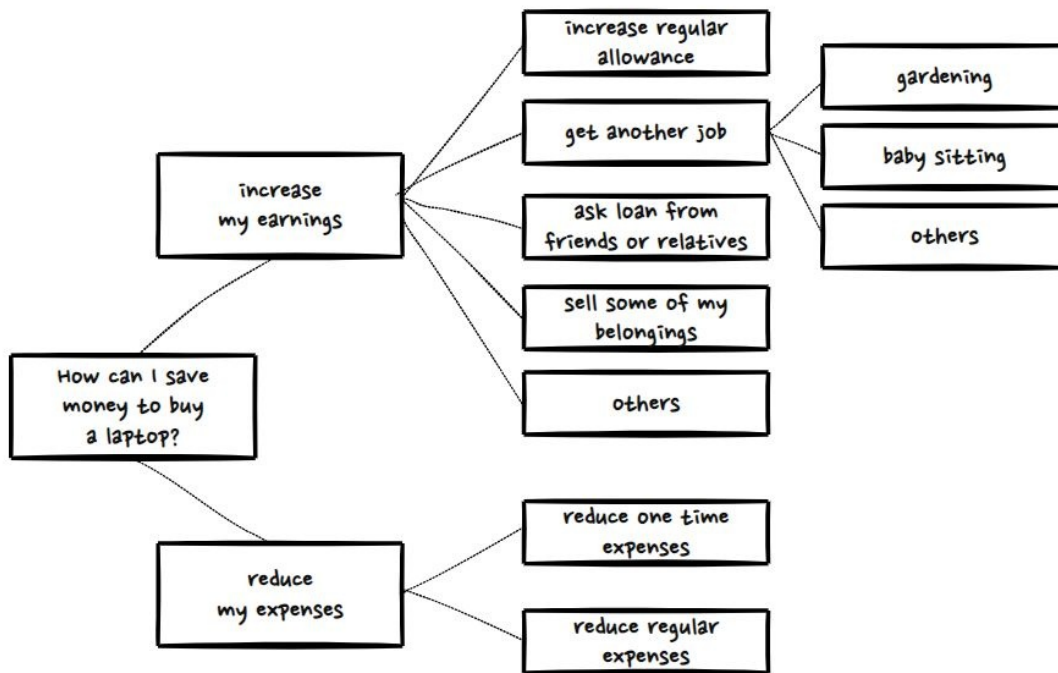 increase regular
allowance
gardening
get another job
baby sitting
increase
my earnings
ask loan from
friends or relatives
others
sell some of my
belongings
How can I save
money to buy
a laptop?
others
reduce one time
expenses
reduce
my expenses
reduce regular
expenses